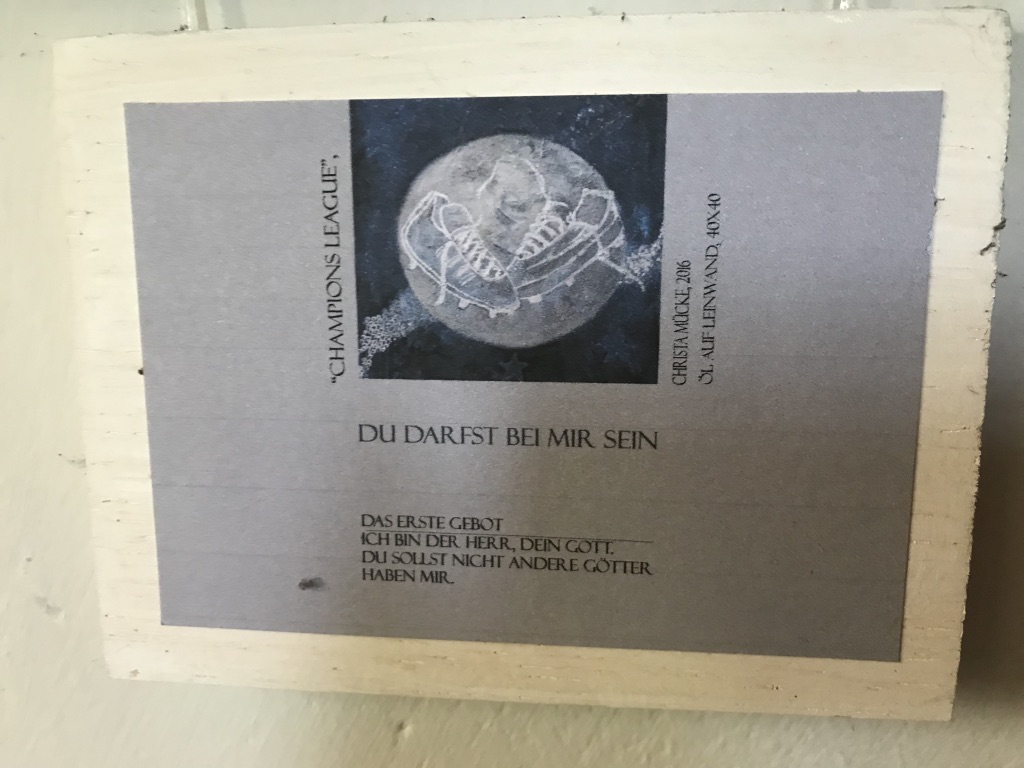 "CHAMPIONS LEAGUE",
CHRISTA MÜCKE, 2016
ÖL AUF LEINWAND, 40X40
DU DARFST BEI MIR SEIN
DAS ERSTE GEBOT
ICH BIN DER HERR, DEIN GOTT.
DU SOLLST NICHT ANDERE GÖTTER
HABEN MIR.